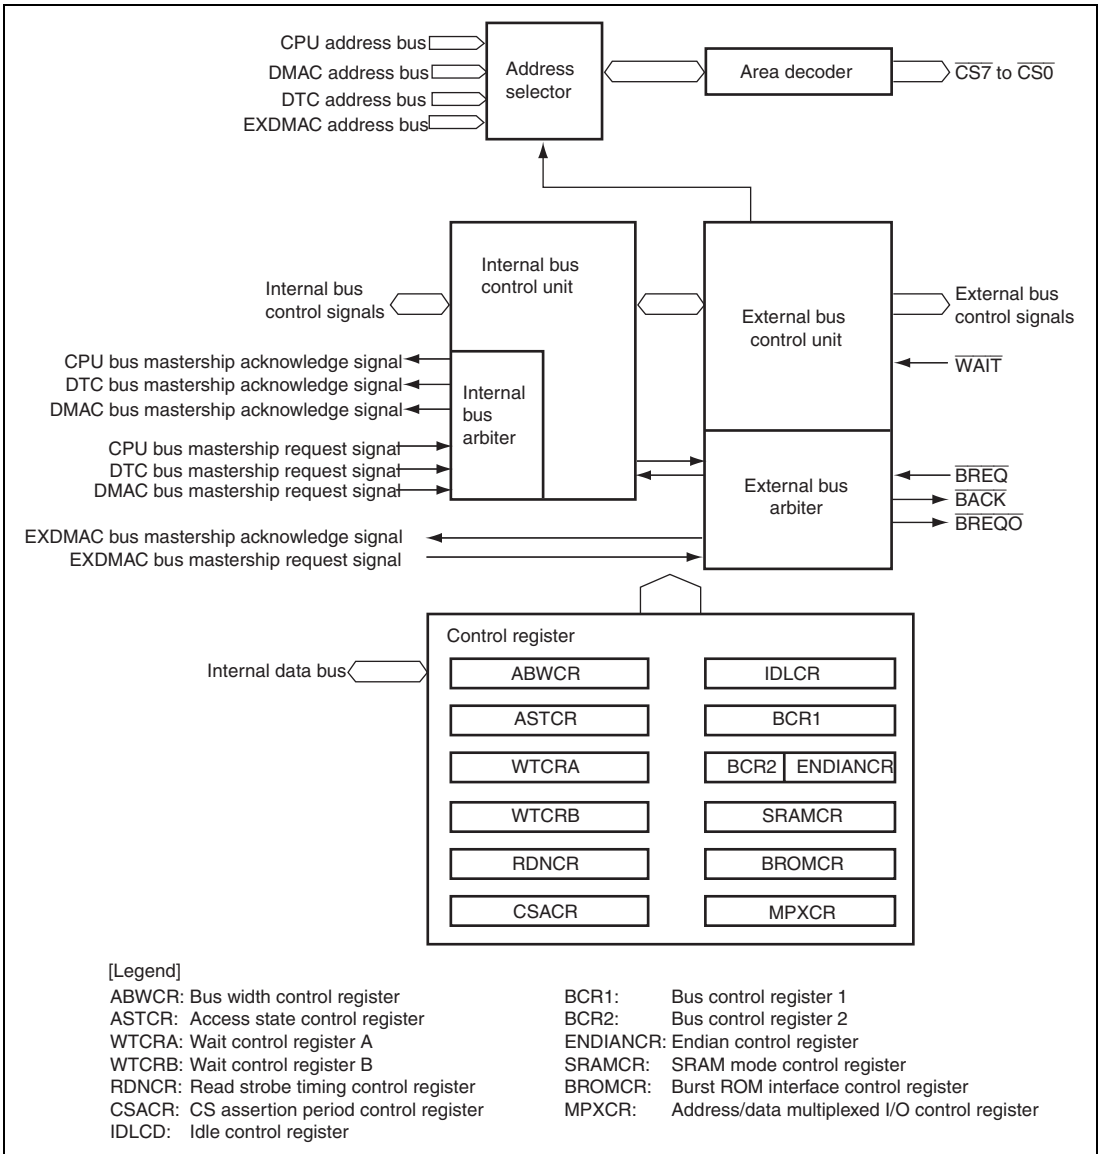 CPU address bus
DMAC address bus
DTC address bus
EXDMAC address bus
Address
selector
Area decoder
CS7 to CS0
Internal bus
control signals
Internal bus
control unit
External bus
control unit
External bus
control signals
WAIT
CPU bus mastership acknowledge signal
DTC bus mastership acknowledge signal
DMAC bus mastership acknowledge signal
Internal
bus
arbiter
CPU bus mastership request signal
DTC bus mastership request signal
DMAC bus mastership request signal
External bus
arbiter
BREQ
BACK
BREQO
EXDMAC bus mastership acknowledge signal
EXDMAC bus mastership request signal
Control register
Internal data bus
ABWCR
IDLCR
ASTCR
BCR1
WTCRA
BCR2
ENDIANCR
WTCRB
SRAMCR
RDNCR
BROMCR
CSACR
MPXCR
[Legend]
ABWCR: Bus width control register
ASTCR: Access state control register
WTCRA: Wait control register A
WTCRB: Wait control register B
RDNCR: Read strobe timing control register
CSACR: CS assertion period control register
IDLCD: Idle control register
BCR1: Bus control register 1
BCR2: Bus control register 2
ENDIANCR: Endian control register
SRAMCR: SRAM mode control register
BROMCR: Burst ROM interface control register
MPXCR: Address/data multiplexed I/O control register